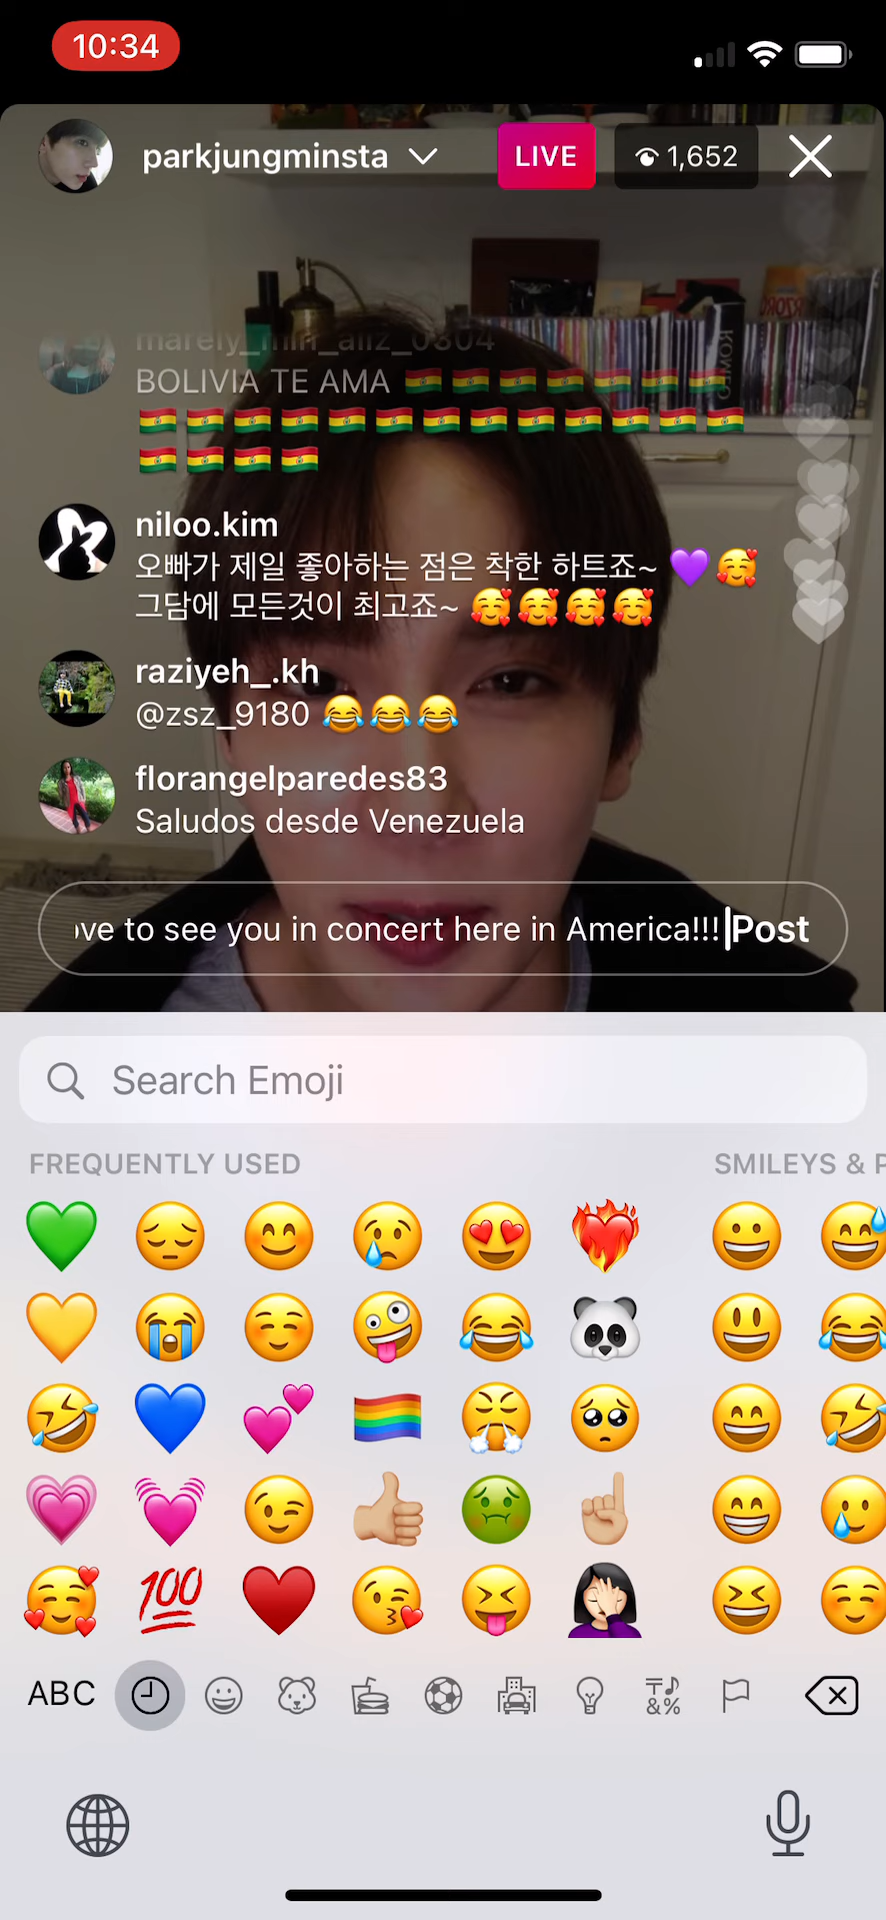 10:34
parkjungminsta
LIVE
1,652
BOLIVIA TE AMA 🇧🇴🇧🇴🇧🇴🇧🇴🇧🇴🇧🇴🇧🇴
🇧🇴🇧🇴🇧🇴🇧🇴🇧🇴🇧🇴🇧🇴🇧🇴🇧🇴🇧🇴🇧🇴🇧🇴🇧🇴
🇧🇴🇧🇴🇧🇴🇧🇴
niloo.kim
오빠가 제일 좋아하는 점은 착한 하트죠~ 💜🥰
그담에 모든것이 최고죠~ 🥰🥰🥰🥰
raziyeh_.kh
@zsz_9180 😂😂😂
florangelparedes83
Saludos desde Venezuela
to see you in concert here in America!!! Post
Search Emoji
FREQUENTLY USED SMILEYS &
ABC